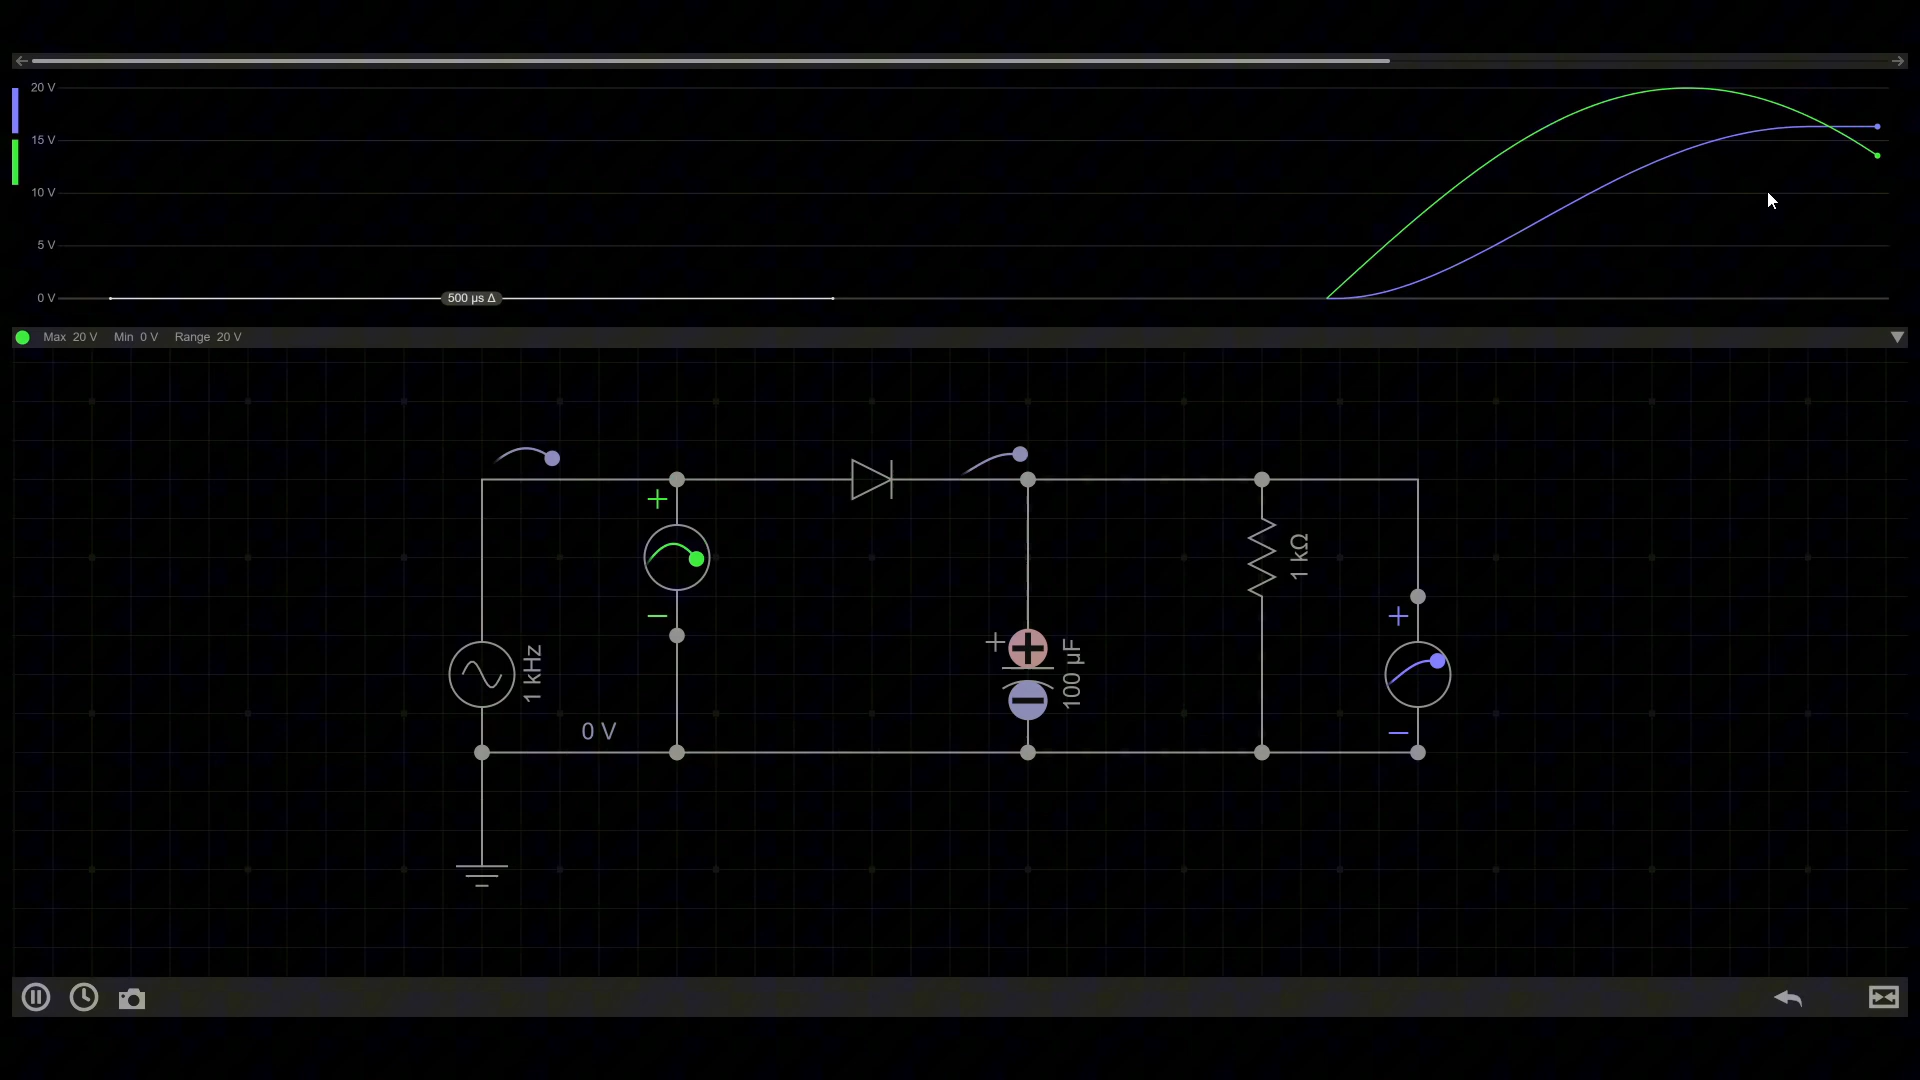 20 V
15 V
10 V
5 V
0 V
500 µs Δ
Max 20 V Min 0 V Range 20 V
1 kΩ
1 kHz
100 µF
0 V